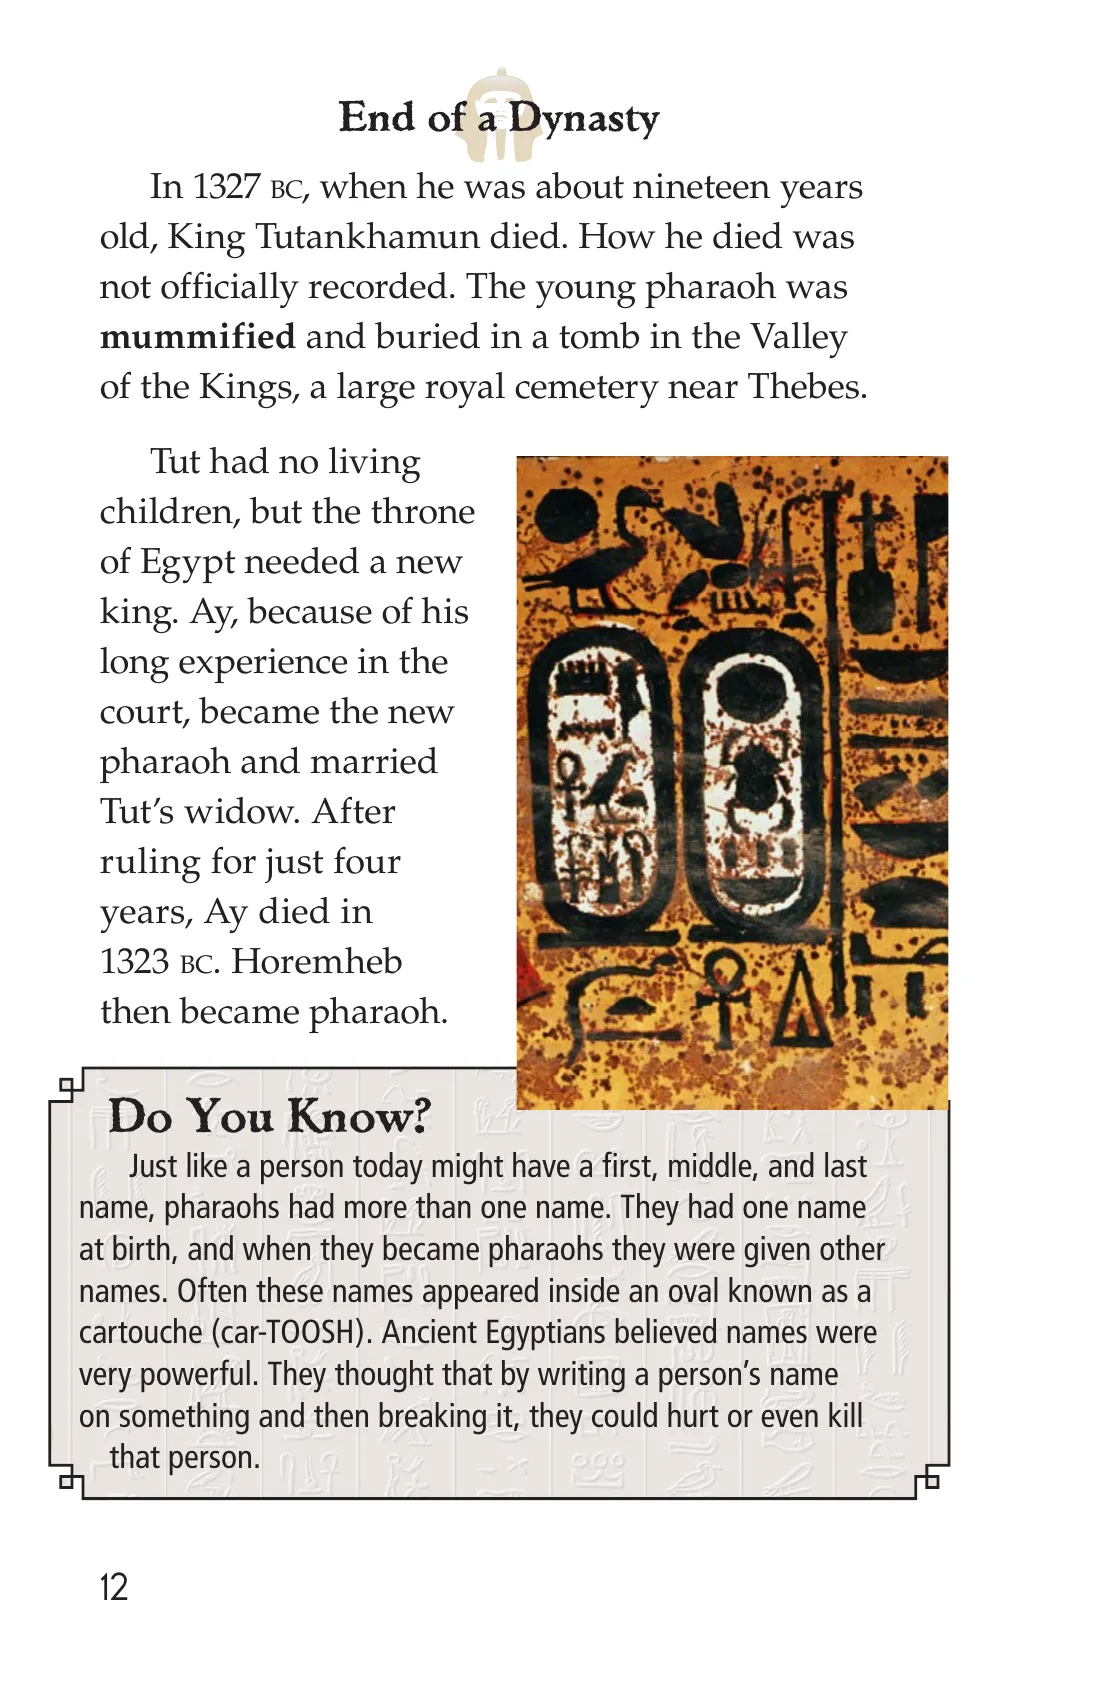 End of a Dynasty
In 1327 BC, when he was about nineteen years
old, King Tutankhamun died. How he died was
not officially recorded. The young pharaoh was
mummified and buried in a tomb in the Valley
of the Kings, a large royal cemetery near Thebes.
Tut had no living
children, but the throne
of Egypt needed a new
king. Ay, because of his
long experience in the
court, became the new
pharaoh and married
Tut’s widow. After
ruling for just four
years, Ay died in
1323 BC. Horemheb
then became pharaoh.
Do You Know?
Just like a person today might have a first, middle, and last
name, pharaohs had more than one name. They had one name
at birth, and when they became pharaohs they were given other
names. Often these names appeared inside an oval known as a
cartouche (car-TOOSH). Ancient Egyptians believed names were
very powerful. They thought that by writing a person’s name
on something and then breaking it, they could hurt or even kill
that person.
12